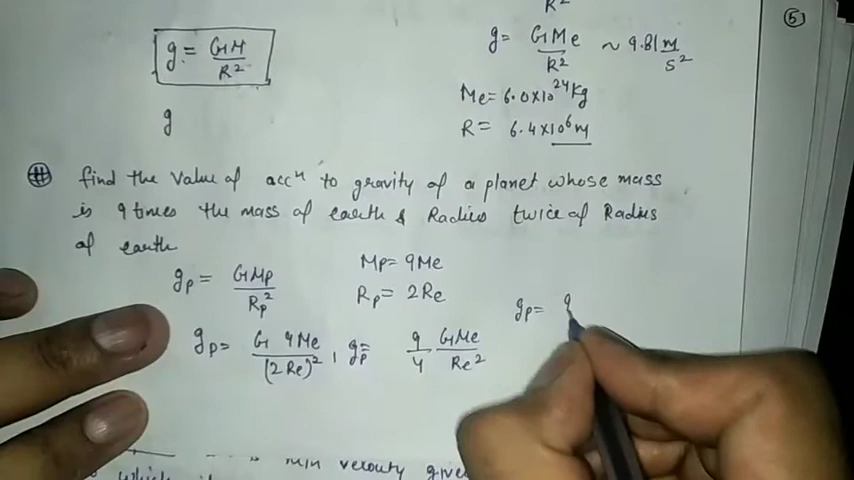 R²
g = GM/R²
g = GMe/R² ~ 9.81 m/s²
Me = 6.0×10²⁴ Kg
g
R = 6.4×10⁶ m
5
# find the Value of accⁿ to gravity of a planet whose mass
is 9 times the mass of earth & Radius twice of Radius
of earth
gp = GMp/Rp²
Mp = 9Me
Rp = 2Re
gp = G 9Me/(2Re)² , gp = 9/4 GMe/Re²
gp = 9
min velocity give
which